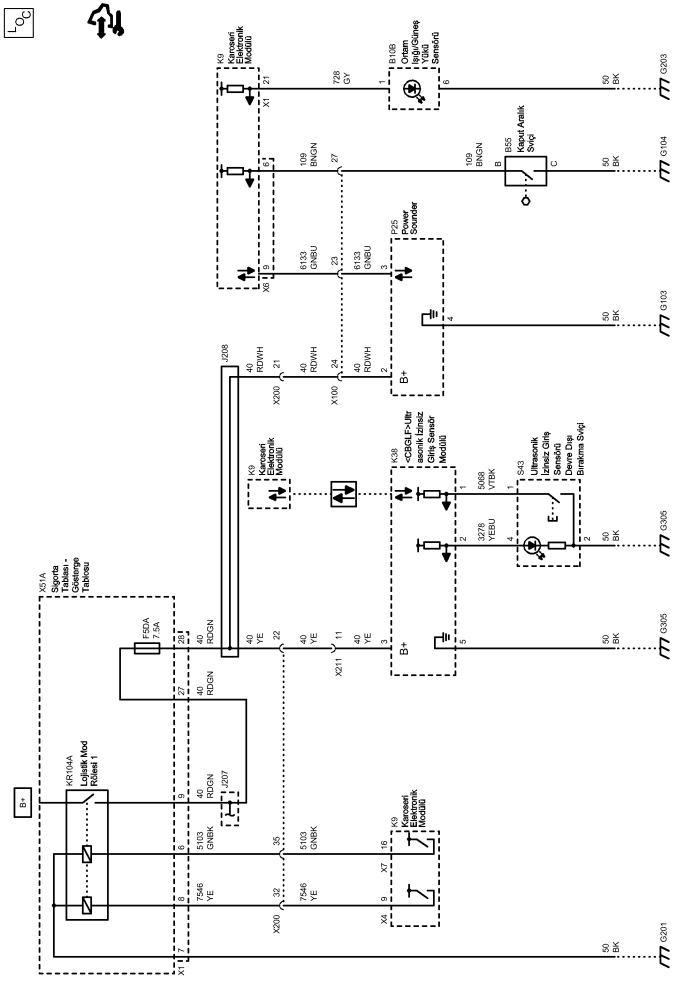 LOC
B+
X51A
Sigorta
Tablası -
Gösterge
Tablosu
KR104A
Lojistik Mod
Rölesi 1
F5DA
7.5A
X1
7
8
6
9
27
28
7546
YE
5103
GNBK
40
RDGN
J207
40
RDGN
40
RDGN
J208
X200
32
35
22
7546
YE
5103
GNBK
40
YE
40
YE
11
X211
40
YE
X4
9
X7
16
K9
Karoseri
Elektronik
Modülü
3
B+
5
2
1
K38
<CBGLF>Ultr
asonik İzinsiz
Giriş Sensör
Modülü
K9
Karoseri
Elektronik
Modülü
3278
YEBU
5068
VTBK
4
1
2
S43
Ultrasonik
İzinsiz Giriş
Sensörü
Devre Dışı
Bırakma Sviçi
40
RDWH
X200
21
40
RDWH
X100
24
40
RDWH
2
B+
4
3
P25
Power
Sounder
K9
Karoseri
Elektronik
Modülü
X6
9
6
X1
21
6133
GNBU
23
6133
GNBU
109
BNGN
27
109
BNGN
B
C
B55
Kaput Aralık
Sviçi
728
GY
1
6
B10B
Ortam
Işığı/Güneş
Yükü
Sensörü
50
BK
G201
50
BK
G305
50
BK
G305
50
BK
G103
50
BK
G104
50
BK
G203